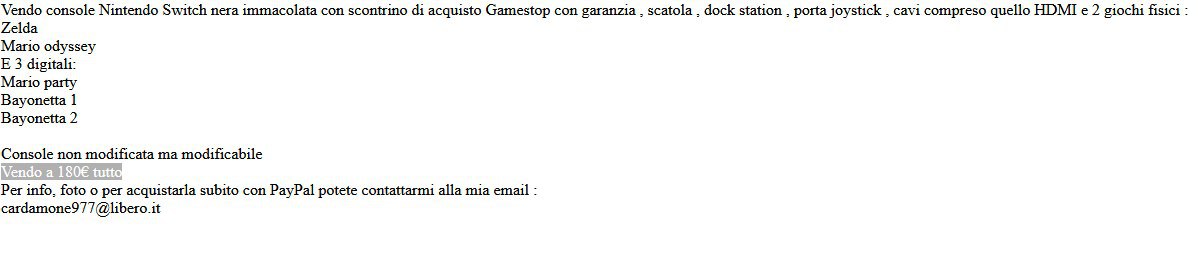 Vendo console Nintendo Switch nera immacolata con scontrino di acquisto Gamestop con garanzia , scatola , dock station , porta joystick , cavi compreso quello HDMI e 2 giochi fisici :
Zelda
Mario odyssey
E 3 digitali:
Mario party
Bayonetta 1
Bayonetta 2
Console non modificata ma modificabile
Vendo a 180€ tutto
Per info, foto o per acquistarla subito con PayPal potete contattarmi alla mia email :
cardamone977@libero.it